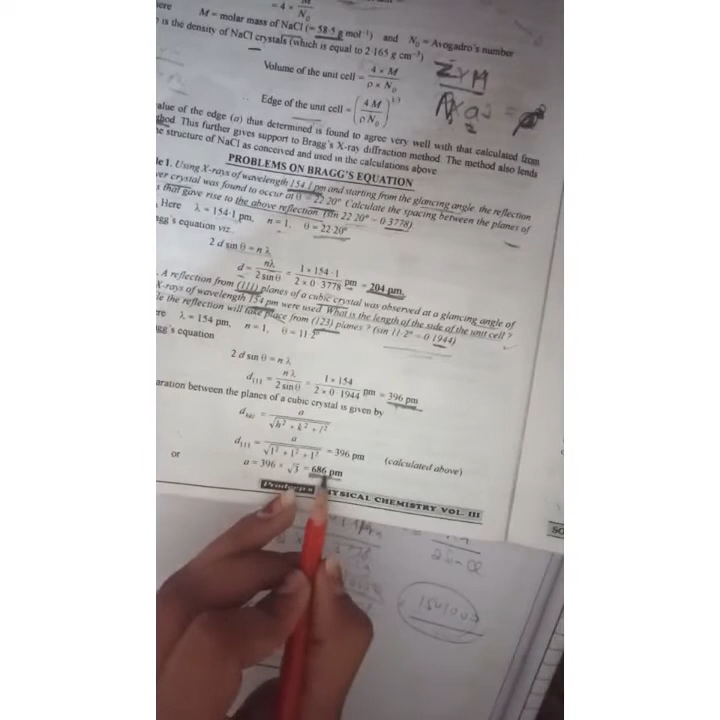 = 4 × M/N₀
M = molar mass of NaCl (= 58·5 g mol⁻¹) and N₀ = Avogadro's number
is the density of NaCl crystals (which is equal to 2·165 g cm⁻³)
Volume of the unit cell = 4 × M / ρ × N₀
Edge of the unit cell = (4 M / ρ N₀)^1/3
Z × M
value of the edge (a) thus determined is found to agree very well with that calculated from
Thus further gives support to Bragg's X-ray diffraction method. The method also lends
structure of NaCl as conceived and used in the calculations above.
PROBLEMS ON BRAGG'S EQUATION
1. Using X-rays of wavelength 154.1 pm and starting from the glancing angle, the reflection
crystal was found to occur at θ = 22·20°. Calculate the spacing between the planes of
that gave rise to the above reflection. (sin 22·20° = 0·3778)
Here λ = 154·1 pm, n = 1, θ = 22·20°
equation viz.
2 d sin θ = n λ
d = nλ / 2 sin θ = 1 × 154·1 / 2 × 0·3778 pm = 204 pm.
A reflection from (111) planes of a cubic crystal was observed at a glancing angle of
X-rays of wavelength 154 pm were used. What is the length of the side of the unit cell?
the reflection will take place from (123) planes? (sin 11·2° = 0·1944)
λ = 154 pm, n = 1, θ = 11·2°
equation
2 d sin θ = n λ
d₁₁₁ = n λ / 2 sin θ = 1 × 154 / 2 × 0·1944 pm = 396 pm
between the planes of a cubic crystal is given by
dₕₖₗ = a / √h² + k² + l²
d₁₁₁ = a / √1² + 1² + 1² = 396 pm (calculated above)
or a = 396 × √3 = 686 pm
Pradeep's PHYSICAL CHEMISTRY VOL. III